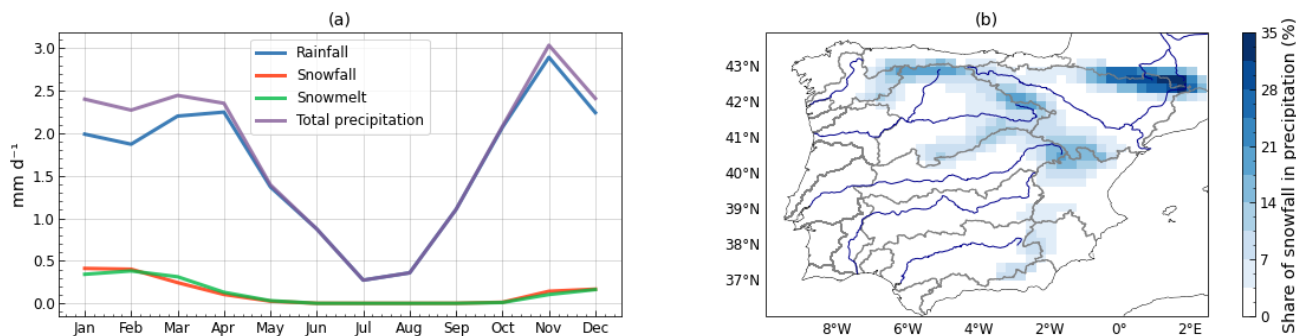 (a)
3.0
2.5
2.0
1.5
1.0
0.5
0.0
mm d⁻¹
Rainfall
Snowfall
Snowmelt
Total precipitation
Jan Feb Mar Apr May Jun Jul Aug Sep Oct Nov Dec
(b)
43°N
42°N
41°N
40°N
39°N
38°N
37°N
8°W 6°W 4°W 2°W 0° 2°E
35
28
21
14
7
0
Share of snowfall in precipitation (%)